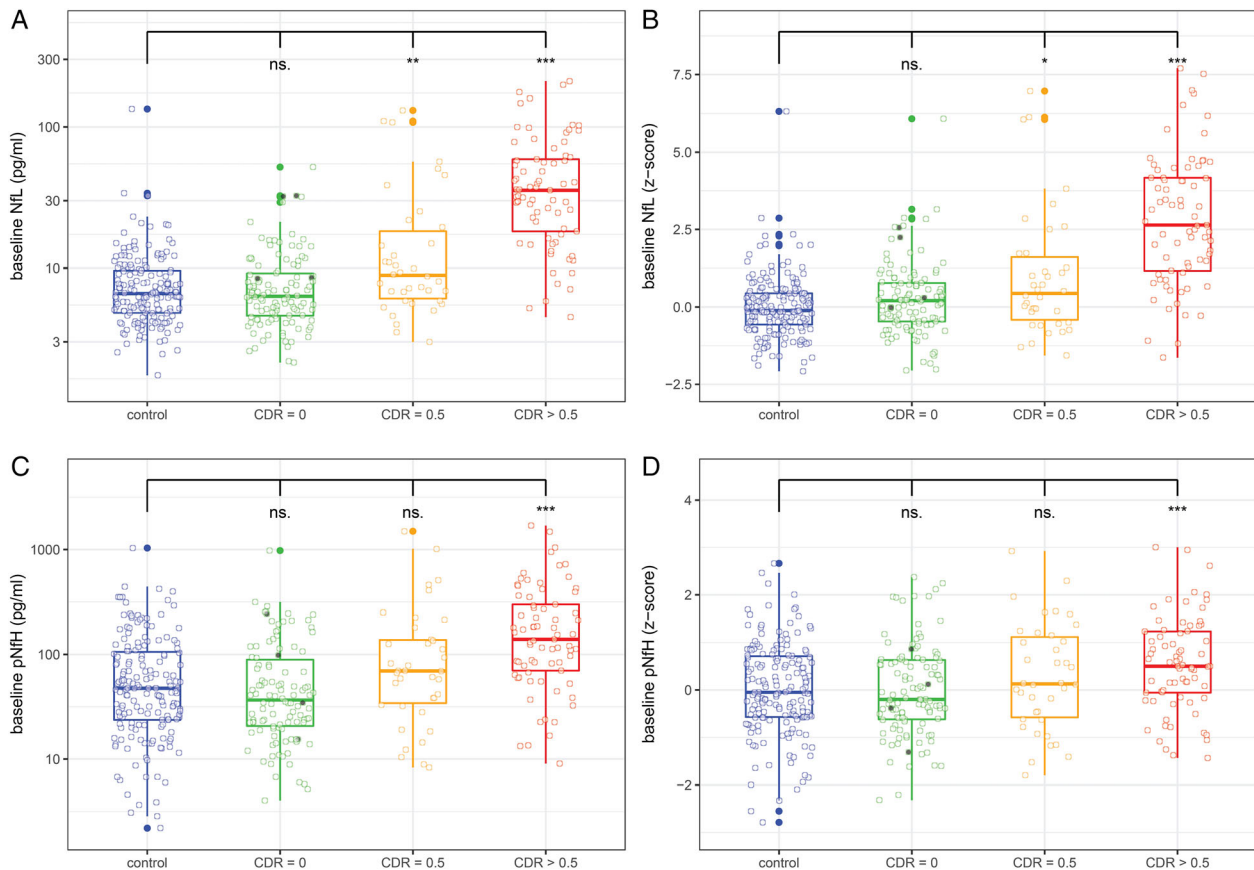 A
baseline NfL (pg/ml)
300
100
30
10
3
ns.
**
***
control
CDR = 0
CDR = 0.5
CDR > 0.5
B
baseline NfL (z-score)
7.5
5.0
2.5
0.0
−2.5
ns.
*
***
control
CDR = 0
CDR = 0.5
CDR > 0.5
C
baseline pNfH (pg/ml)
1000
100
10
ns.
ns.
***
control
CDR = 0
CDR = 0.5
CDR > 0.5
D
baseline pNfH (z-score)
4
2
0
−2
ns.
ns.
***
control
CDR = 0
CDR = 0.5
CDR > 0.5